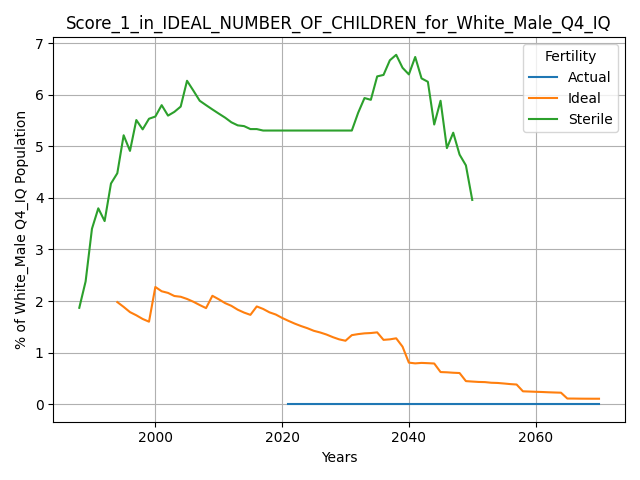 Score_1_in_IDEAL_NUMBER_OF_CHILDREN_for_White_Male_Q4_IQ
Fertility
Actual
Ideal
Sterile
% of White_Male Q4_IQ Population
7
6
5
4
3
2
1
0
2000
2020
2040
2060
Years